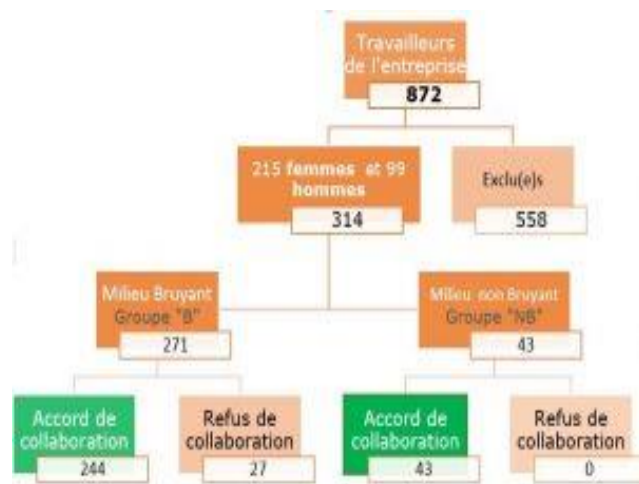 Travailleurs
de l'entreprise
872
215 femmes et 99
hommes
314
Exclu(e)s
558
Milieu Bruyant
Groupe "B"
271
Milieu non Bruyant
Groupe "NB"
43
Accord de
collaboration
244
Refus de
collaboration
27
Accord de
collaboration
43
Refus de
collaboration
0